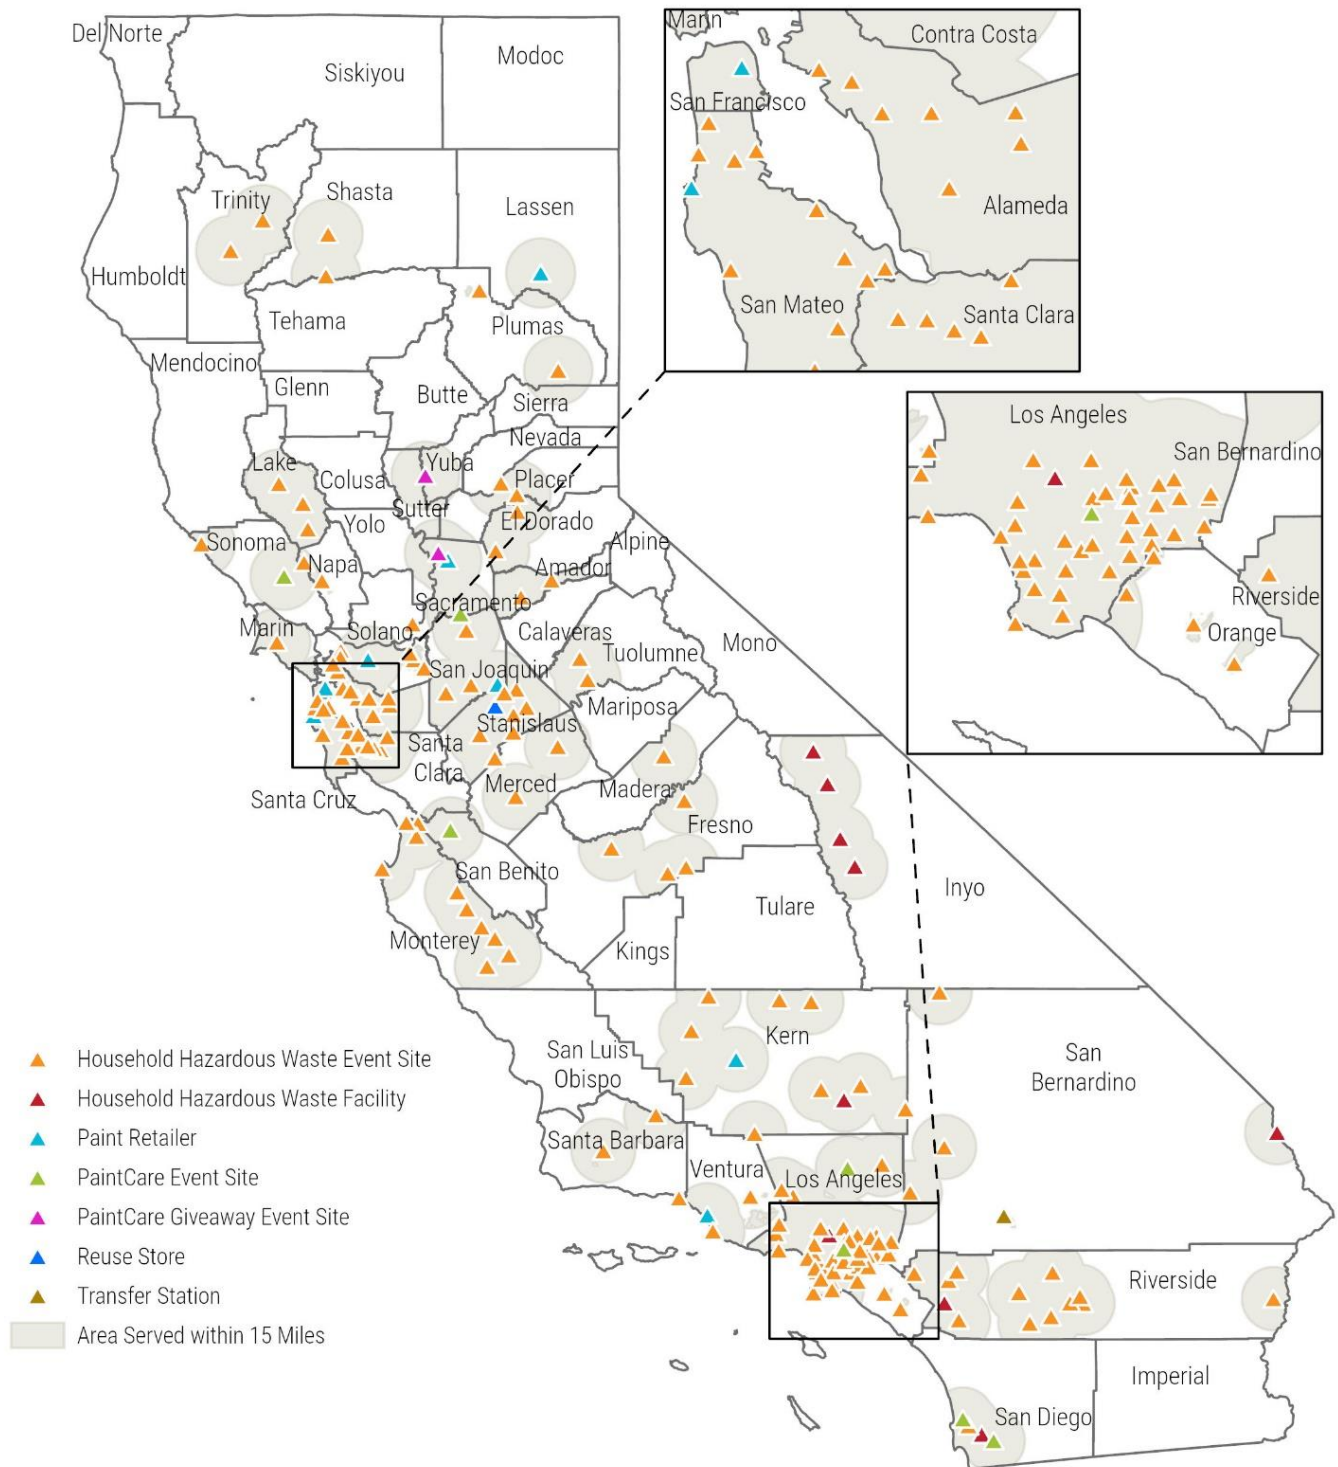 Del Norte
Siskiyou
Modoc
Trinity
Shasta
Lassen
Humboldt
Tehama
Plumas
Mendocino
Glenn
Butte
Sierra
Nevada
Lake
Colusa
Yuba
Placer
Sutter
Yolo
El Dorado
Sonoma
Napa
Alpine
Amador
Sacramento
Marin
Solano
Calaveras
Mono
Tuolumne
San Joaquin
Mariposa
Stanislaus
Santa
Clara
Merced
Madera
Santa Cruz
Fresno
San Benito
Tulare
Inyo
Monterey
Kings
Kern
San Luis
Obispo
San
Bernardino
Santa Barbara
Ventura
Los Angeles
Riverside
Imperial
San Diego
Marin
Contra Costa
San Francisco
Alameda
San Mateo
Santa Clara
Los Angeles
San Bernardino
Riverside
Orange
Household Hazardous Waste Event Site
Household Hazardous Waste Facility
Paint Retailer
PaintCare Event Site
PaintCare Giveaway Event Site
Reuse Store
Transfer Station
Area Served within 15 Miles